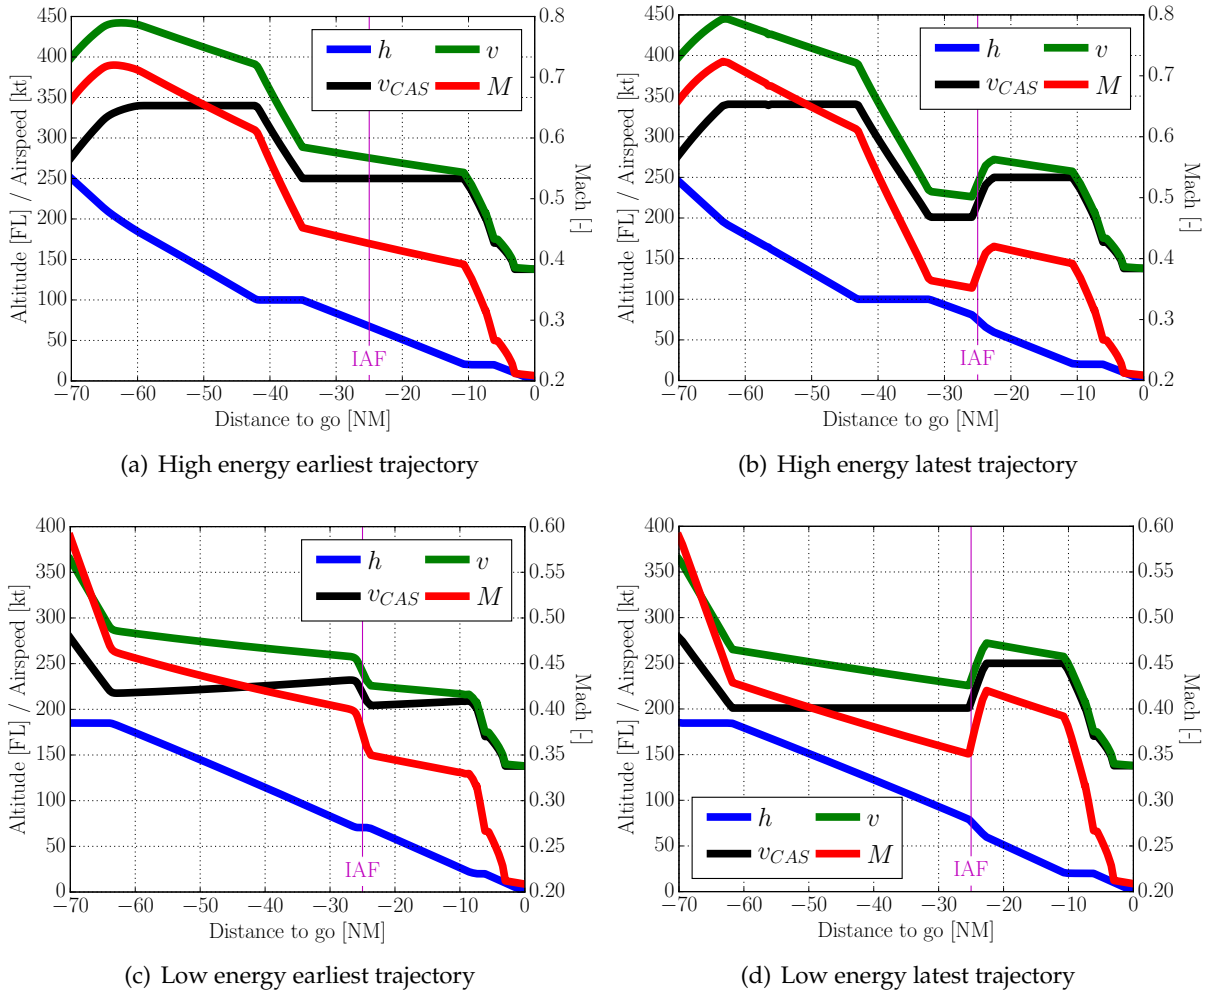 450
400
350
300
250
200
150
100
50
0
Altitude [FL] / Airspeed [kt]
0.8
0.7
0.6
0.5
0.4
0.3
0.2
Mach [-]
h v
vCAS M
IAF
−70 −60 −50 −40 −30 −20 −10 0
Distance to go [NM]
(a) High energy earliest trajectory
450
400
350
300
250
200
150
100
50
0
Altitude [FL] / Airspeed [kt]
0.8
0.7
0.6
0.5
0.4
0.3
0.2
Mach [-]
h v
vCAS M
IAF
−70 −60 −50 −40 −30 −20 −10 0
Distance to go [NM]
(b) High energy latest trajectory
400
350
300
250
200
150
100
50
0
Altitude [FL] / Airspeed [kt]
0.60
0.55
0.50
0.45
0.40
0.35
0.30
0.25
0.20
Mach [-]
h v
vCAS M
IAF
−70 −60 −50 −40 −30 −20 −10 0
Distance to go [NM]
(c) Low energy earliest trajectory
400
350
300
250
200
150
100
50
0
Altitude [FL] / Airspeed [kt]
0.60
0.55
0.50
0.45
0.40
0.35
0.30
0.25
0.20
Mach [-]
h v
vCAS M
IAF
−70 −60 −50 −40 −30 −20 −10 0
Distance to go [NM]
(d) Low energy latest trajectory